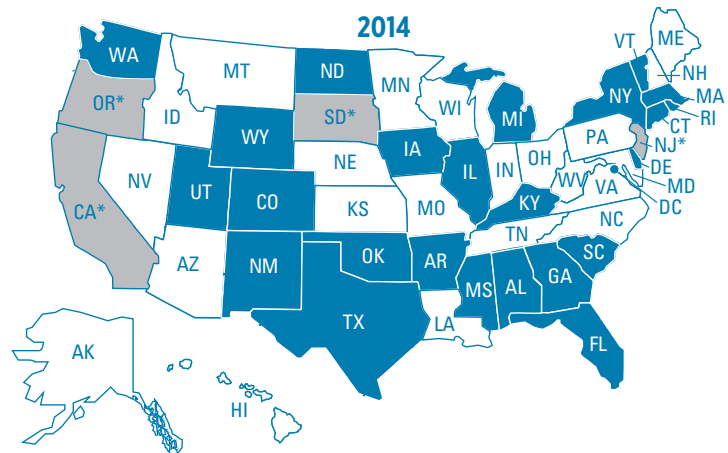 2014
WA
MT
ND
MN
VT
ME
NH
OR*
ID
SD*
WI
MI
NY
MA
RI
CT
WY
IA
PA
NJ*
NV
NE
IL
IN
OH
DE
UT
CO
WV
VA
MD
DC
CA*
KS
MO
KY
NC
TN
AZ
NM
OK
AR
SC
MS
AL
GA
TX
LA
FL
AK
HI